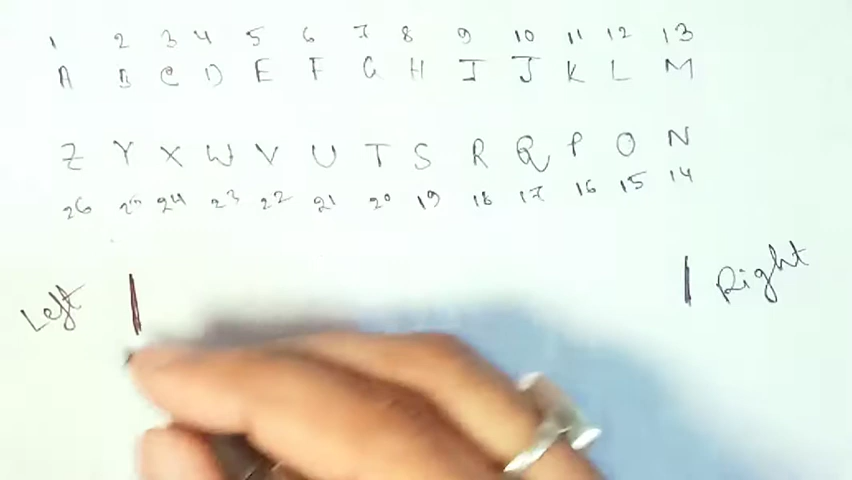 1 2 3 4 5 6 7 8 9 10 11 12 13
A B C D E F G H I J K L M
Z Y X W V U T S R Q P O N
26 25 24 23 22 21 20 19 18 17 16 15 14
Left | | Right